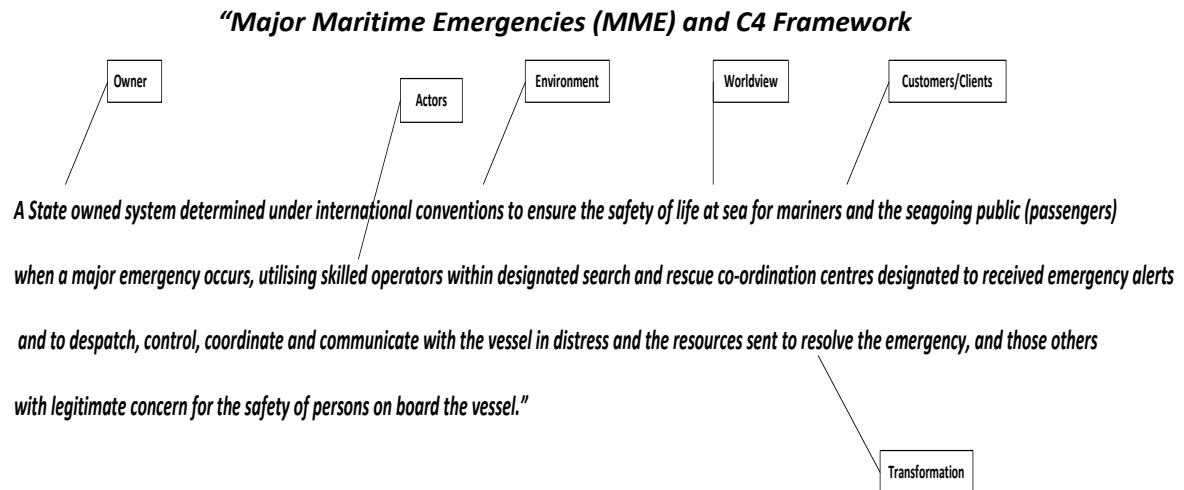 “Major Maritime Emergencies (MME) and C4 Framework
Owner
Actors
Environment
Worldview
Customers/Clients
A State owned system determined under international conventions to ensure the safety of life at sea for mariners and the seagoing public (passengers)
when a major emergency occurs, utilising skilled operators within designated search and rescue co-ordination centres designated to received emergency alerts
and to despatch, control, coordinate and communicate with the vessel in distress and the resources sent to resolve the emergency, and those others
with legitimate concern for the safety of persons on board the vessel.”
Transformation